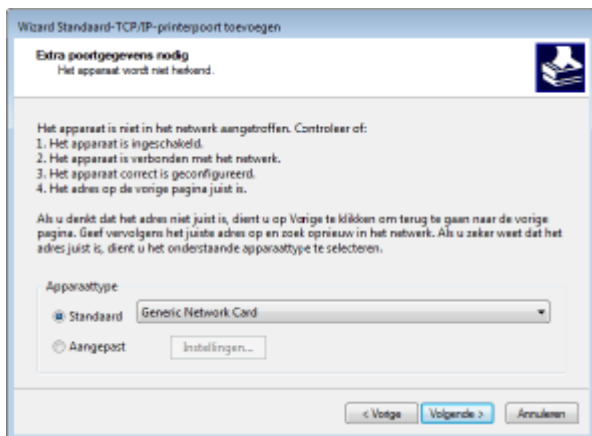 Wizard Standaard-TCP/IP-printerpoort toevoegen
Extra poortgegevens nodig
Het apparaat wordt niet herkend.
Het apparaat is niet in het netwerk aangetroffen. Controleer of:
1. Het apparaat is ingeschakeld.
2. Het apparaat is verbonden met het netwerk.
3. Het apparaat correct is geconfigureerd.
4. Het adres op de vorige pagina juist is.
Als u denkt dat het adres niet juist is, dient u op Vorige te klikken om terug te gaan naar de vorige
pagina. Geef vervolgens het juiste adres op en zoek opnieuw in het netwerk. Als u zeker weet dat het
adres juist is, dient u het onderstaande apparaattype te selecteren.
Apparaattype
Standaard Generic Network Card
Aangepast Instellingen...
< Vorige Volgende > Annuleren